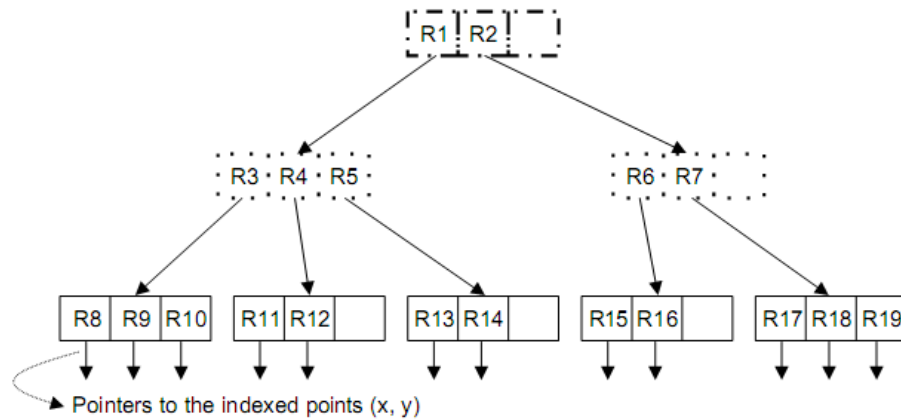 R1 R2
R3 R4 R5 R6 R7
R8 R9 R10 R11 R12 R13 R14 R15 R16 R17 R18 R19
Pointers to the indexed points (x, y)